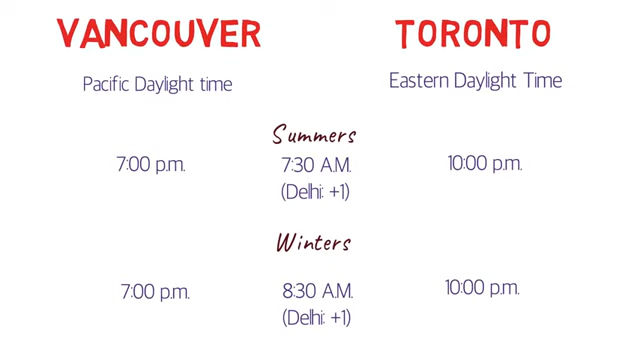 VANCOUVER
TORONTO
Pacific Daylight time
Eastern Daylight Time
Summers
7:00 p.m.
7:30 A.M.
10:00 p.m.
(Delhi: +1)
Winters
7:00 p.m.
8:30 A.M.
10:00 p.m.
(Delhi: +1)